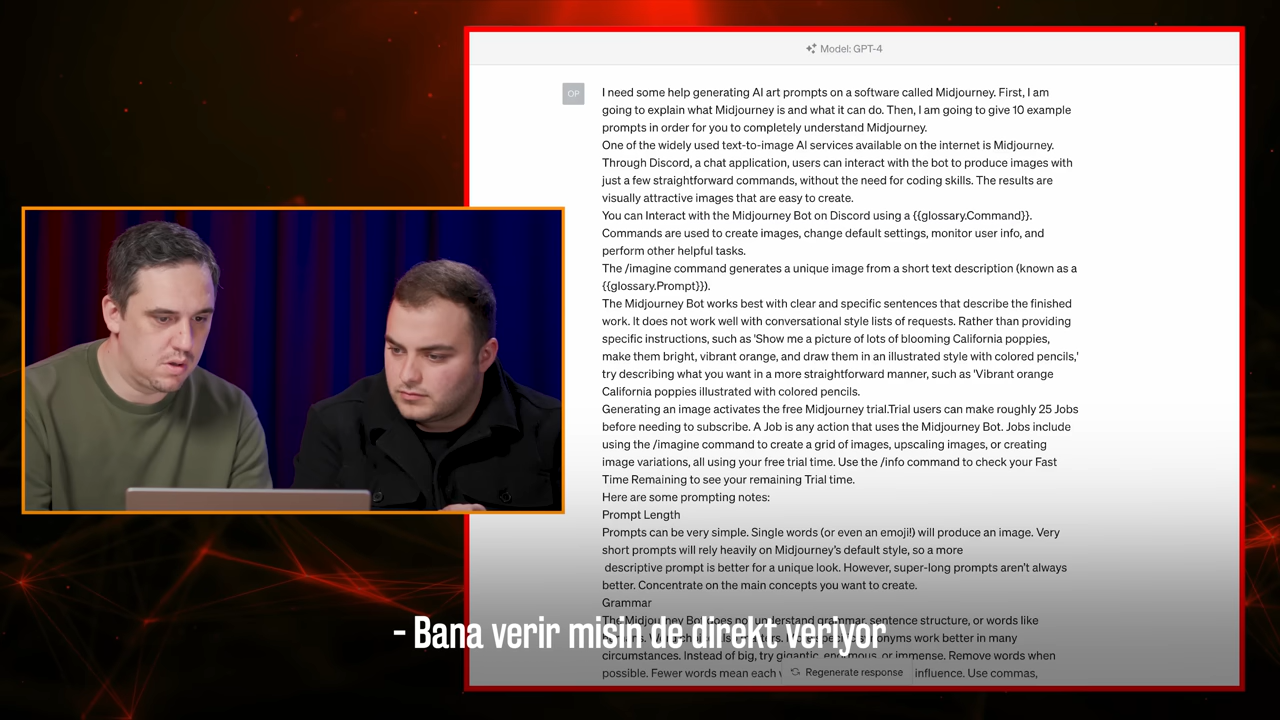 Model: GPT-4
OP
I need some help generating AI art prompts on a software called Midjourney. First, I am
going to explain what Midjourney is and what it can do. Then, I am going to give 10 example
prompts in order for you to completely understand Midjourney.
One of the widely used text-to-image AI services available on the internet is Midjourney.
Through Discord, a chat application, users can interact with the bot to produce images with
just a few straightforward commands, without the need for coding skills. The results are
visually attractive images that are easy to create.
You can Interact with the Midjourney Bot on Discord using a {{glossary.Command}}.
Commands are used to create images, change default settings, monitor user info, and
perform other helpful tasks.
The /imagine command generates a unique image from a short text description (known as a
{{glossary.Prompt}}).
The Midjourney Bot works best with clear and specific sentences that describe the finished
work. It does not work well with conversational style lists of requests. Rather than providing
specific instructions, such as 'Show me a picture of lots of blooming California poppies,
make them bright, vibrant orange, and draw them in an illustrated style with colored pencils,'
try describing what you want in a more straightforward manner, such as 'Vibrant orange
California poppies illustrated with colored pencils.
Generating an image activates the free Midjourney trial.Trial users can make roughly 25 Jobs
before needing to subscribe. A Job is any action that uses the Midjourney Bot. Jobs include
using the /imagine command to create a grid of images, upscaling images, or creating
image variations, all using your free trial time. Use the /info command to check your Fast
Time Remaining to see your remaining Trial time.
Here are some prompting notes:
Prompt Length
Prompts can be very simple. Single words (or even an emoji!) will produce an image. Very
short prompts will rely heavily on Midjourney's default style, so a more
descriptive prompt is better for a unique look. However, super-long prompts aren't always
better. Concentrate on the main concepts you want to create.
Grammar
The Midjourney Bot does not understand grammar, sentence structure, or words like
- Bana verir misin de direkt veriyor
synonyms work better in many
circumstances. Instead of big, try gigantic, enormous, or immense. Remove words when
possible. Fewer words mean each influence. Use commas,
Regenerate response